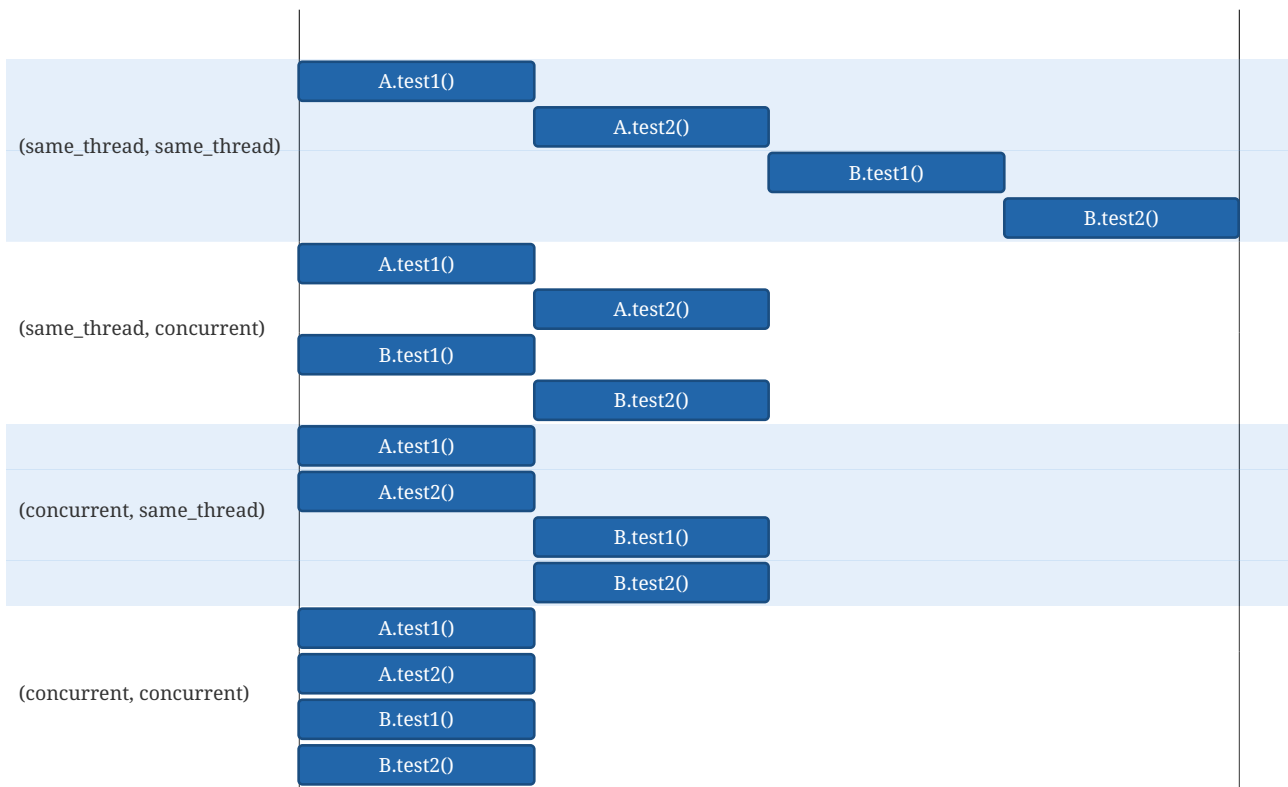 A.test1()
A.test2()
(same_thread, same_thread)
B.test1()
B.test2()
A.test1()
A.test2()
(same_thread, concurrent)
B.test1()
B.test2()
A.test1()
A.test2()
(concurrent, same_thread)
B.test1()
B.test2()
A.test1()
A.test2()
(concurrent, concurrent)
B.test1()
B.test2()